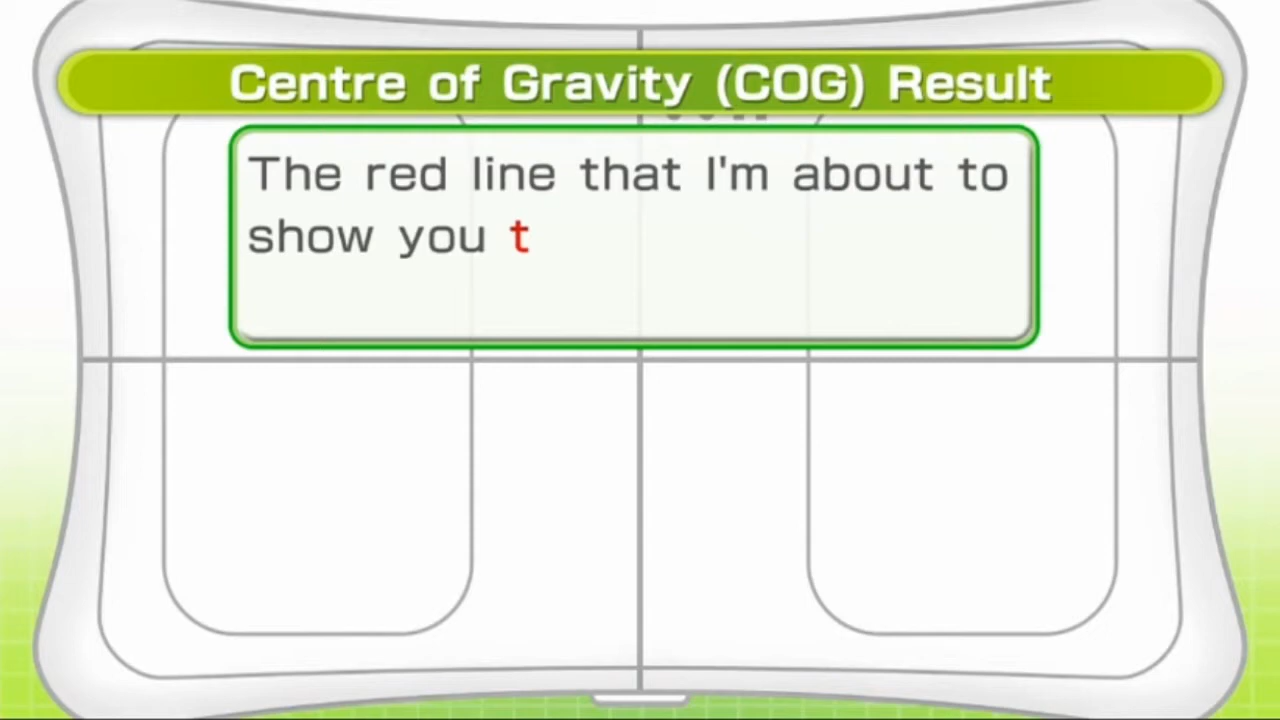 Centre of Gravity (COG) Result
The red line that I'm about to
show you t